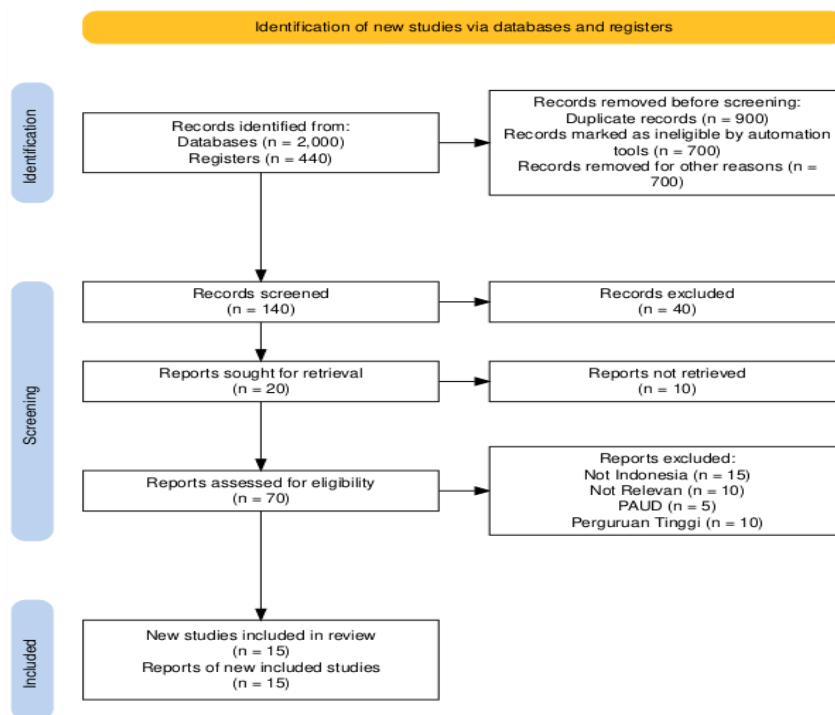 Identification of new studies via databases and registers
Identification
Records identified from:
Databases (n = 2,000)
Registers (n = 440)
Records removed before screening:
Duplicate records (n = 900)
Records marked as ineligible by automation
tools (n = 700)
Records removed for other reasons (n =
700)
Screening
Records screened
(n = 140)
Records excluded
(n = 40)
Reports sought for retrieval
(n = 20)
Reports not retrieved
(n = 10)
Reports assessed for eligibility
(n = 70)
Reports excluded:
Not Indonesia (n = 15)
Not Relevan (n = 10)
PAUD (n = 5)
Perguruan Tinggi (n = 10)
Included
New studies included in review
(n = 15)
Reports of new included studies
(n = 15)